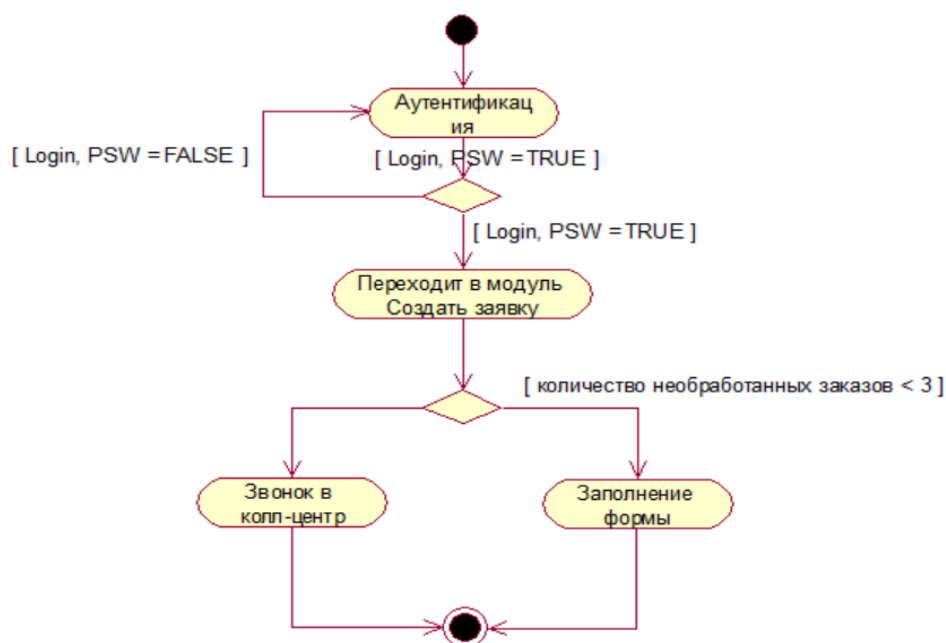 Аутентификац
ия
[ Login, PSW =FALSE ]
[ Login, PSW =TRUE ]
[ Login, PSW =TRUE ]
Переходит в модуль
Создать заявку
[ количество необработанных заказов < 3 ]
Звонок в
колл-центр
Заполнение
формы